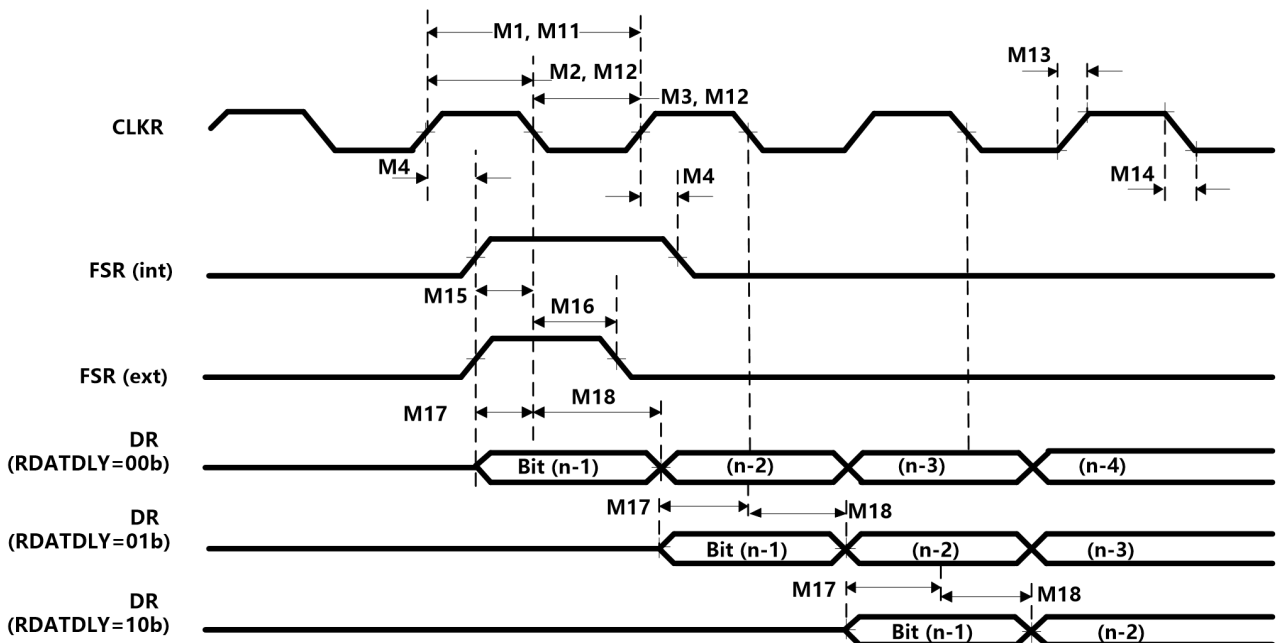 M1, M11
M2, M12
M3, M12
M13
CLKR
M4
M4
M14
FSR (int)
M15
M16
FSR (ext)
M17
M18
DR
(RDATDLY=00b)
Bit (n-1)
(n-2)
(n-3)
(n-4)
M17
M18
DR
(RDATDLY=01b)
Bit (n-1)
(n-2)
(n-3)
M17
M18
DR
(RDATDLY=10b)
Bit (n-1)
(n-2)